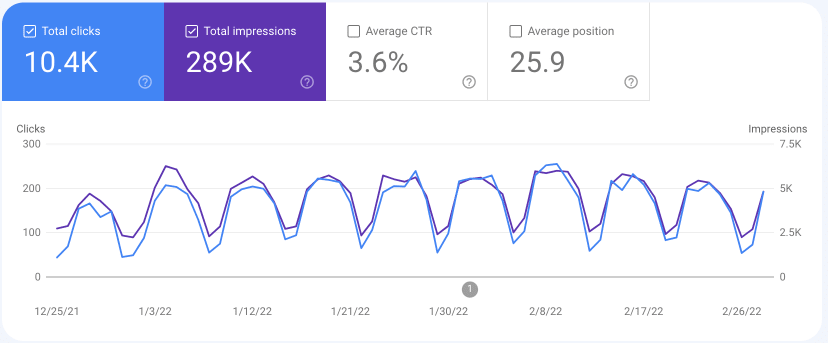 Total clicks
10.4K
Total impressions
289K
Average CTR
3.6%
Average position
25.9
Clicks
Impressions
300
7.5K
200
5K
100
2.5K
0
0
1
12/25/21 1/3/22 1/12/22 1/21/22 1/30/22 2/8/22 2/17/22 2/26/22